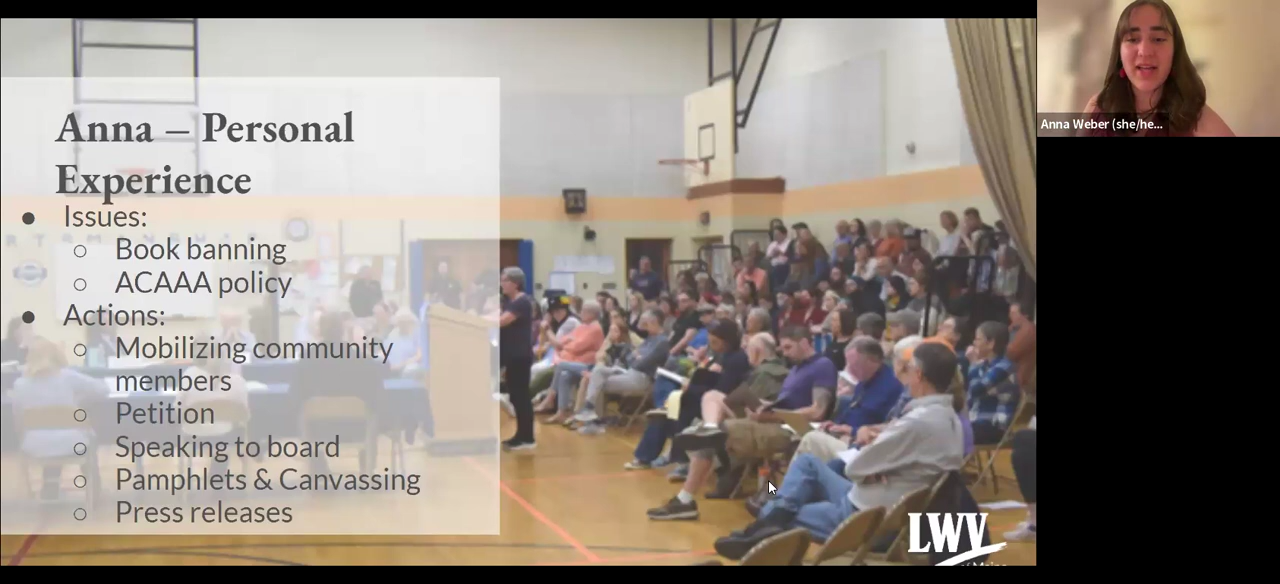 Anna – Personal
Experience
● Issues:
○ Book banning
○ ACAAA policy
● Actions:
○ Mobilizing community
members
○ Petition
○ Speaking to board
○ Pamphlets & Canvassing
○ Press releases
LWV
Anna Weber (she/he...